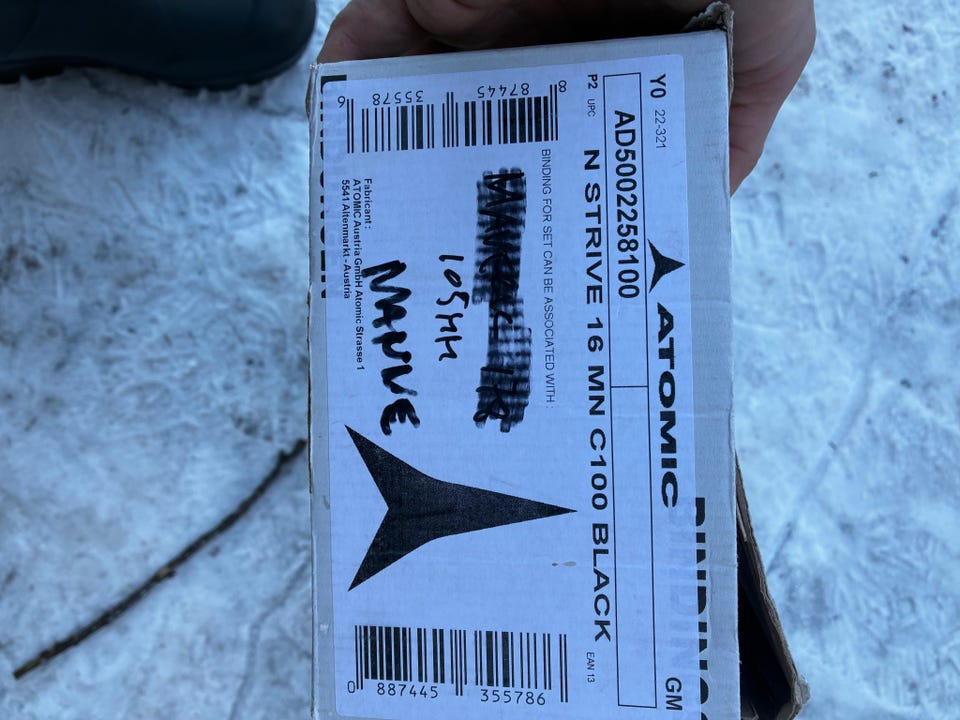 Y0 22-321
ATOMIC
GM
AD5002258100
P2 UPC
N STRIVE 16 MN C100 BLACK
EAN 13
8 87445 35578 6
BINDING FOR SET CAN BE ASSOCIATED WITH :
105MM
MANNE
Fabricant :
ATOMIC Austria GmbH Atomic Strasse 1
5541 Altenmarkt - Austria
0 887445 355786